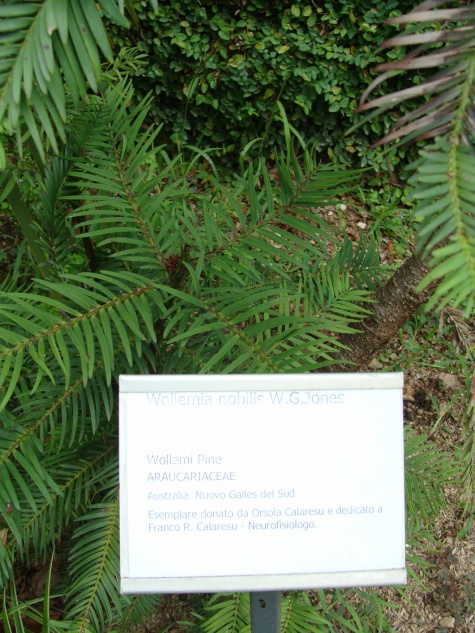 Wollemia nobilis W.G.Jones
Wollemi Pine
ARAUCARIACEAE
Australia, Nuovo Galles del Sud
Esemplare donato da Orsola Calaresu e dedicato a
Franco R. Calaresu - Neurofisiologo.